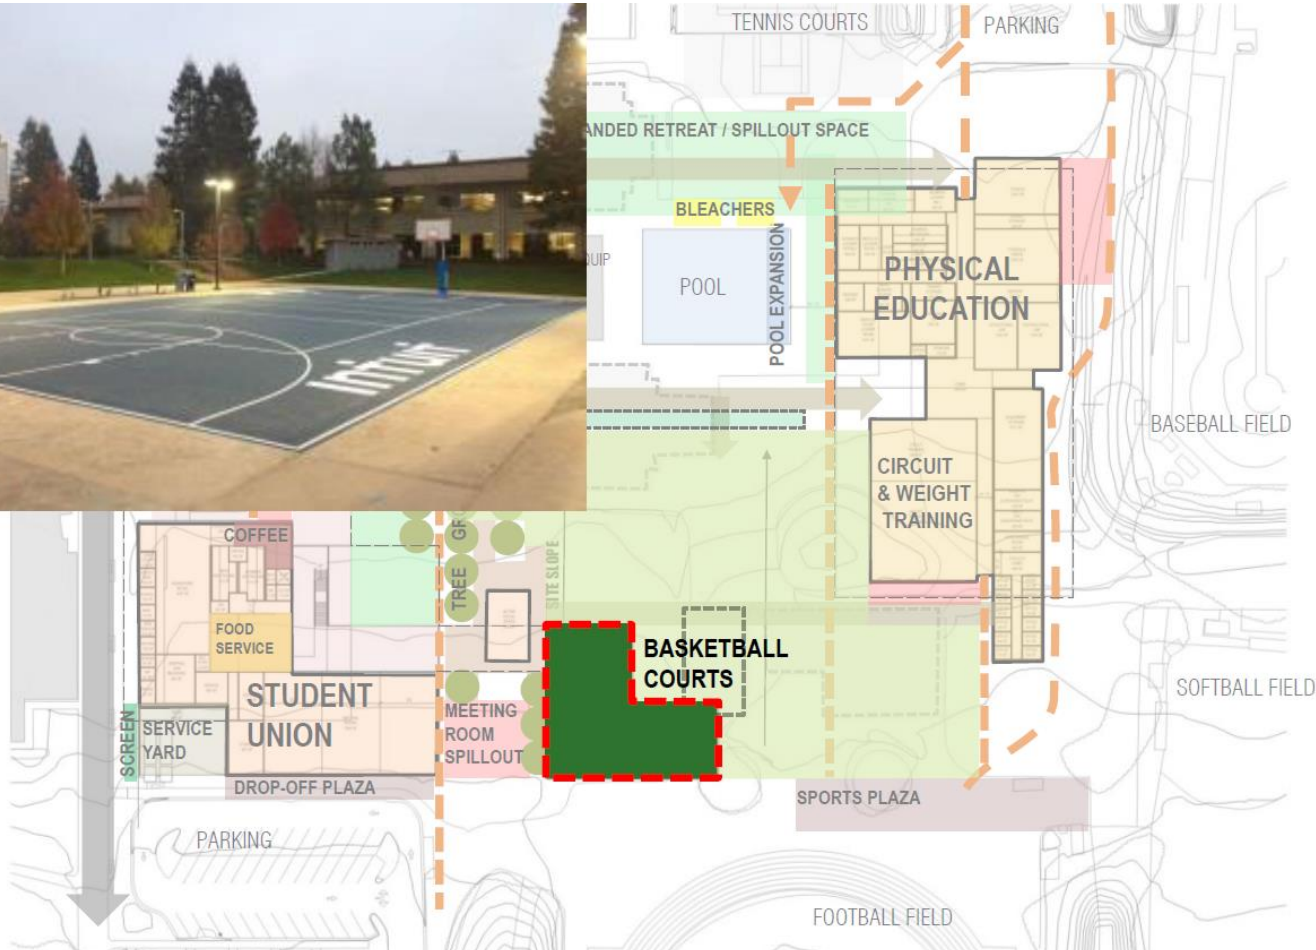 TENNIS COURTS
PARKING
ANDED RETREAT / SPILLOUT SPACE
BLEACHERS
UIP
POOL
POOL EXPANSION
PHYSICAL
EDUCATION
BASEBALL FIELD
intuit
CIRCUIT
& WEIGHT
TRAINING
COFFEE
TREE GR
SITE SLOPE
FOOD
SERVICE
BASKETBALL
COURTS
STUDENT
UNION
MEETING
ROOM
SPILLOUT
SOFTBALL FIELD
SCREEN
SERVICE
YARD
DROP-OFF PLAZA
SPORTS PLAZA
PARKING
FOOTBALL FIELD